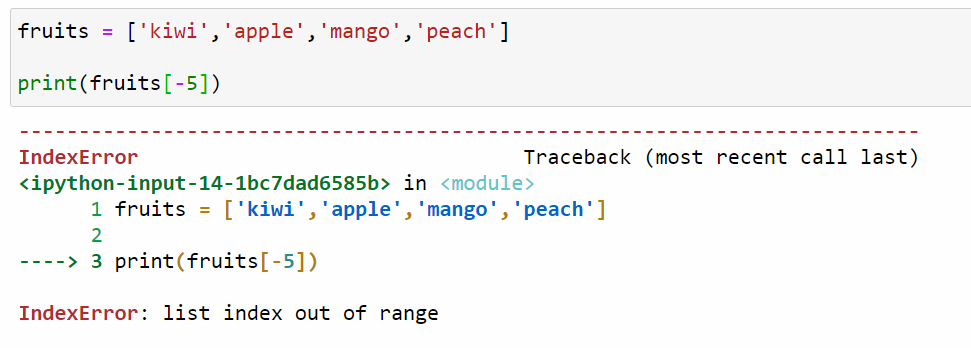 fruits = ['kiwi','apple','mango','peach']
print(fruits[-5])
---------------------------------------------------------------------------
IndexError                                Traceback (most recent call last)
<ipython-input-14-1bc7dad6585b> in <module>
      1 fruits = ['kiwi','apple','mango','peach']
      2
----> 3 print(fruits[-5])
IndexError: list index out of range